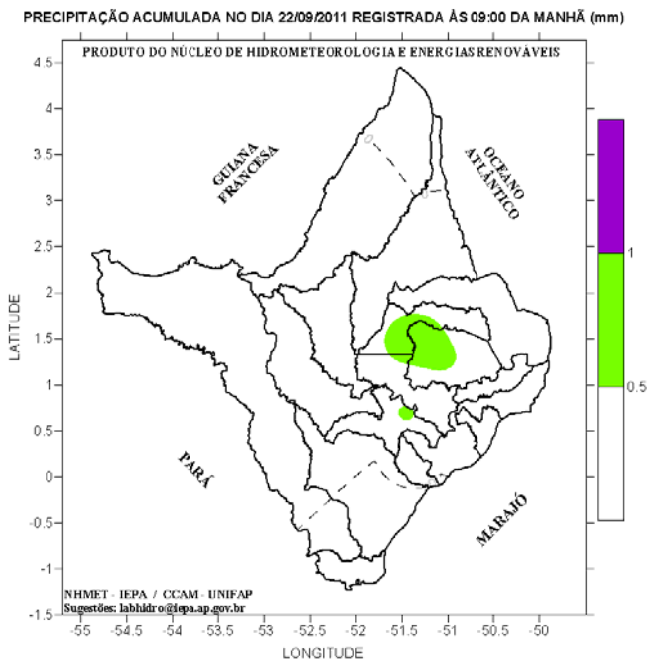 PRECIPITAÇÃO ACUMULADA NO DIA 22/09/2011 REGISTRADA ÀS 09:00 DA MANHÃ (mm)
PRODUTO DO NÚCLEO DE HIDROMETEOROLOGIA E ENERGIAS RENOVÁVEIS
4.5
4
3.5
3
2.5
2
1.5
1
0.5
0
-0.5
-1
-1.5
LATITUDE
GUIANA
FRANCESA
OCEANO
ATLÂNTICO
0
0
PARÁ
MARAJÓ
1
0.5
NHMET - IEPA / CCAM - UNIFAP
Sugestões: labhidro@iepa.ap.gov.br
-55
-54.5
-54
-53.5
-53
-52.5
-52
-51.5
-51
-50.5
-50
LONGITUDE